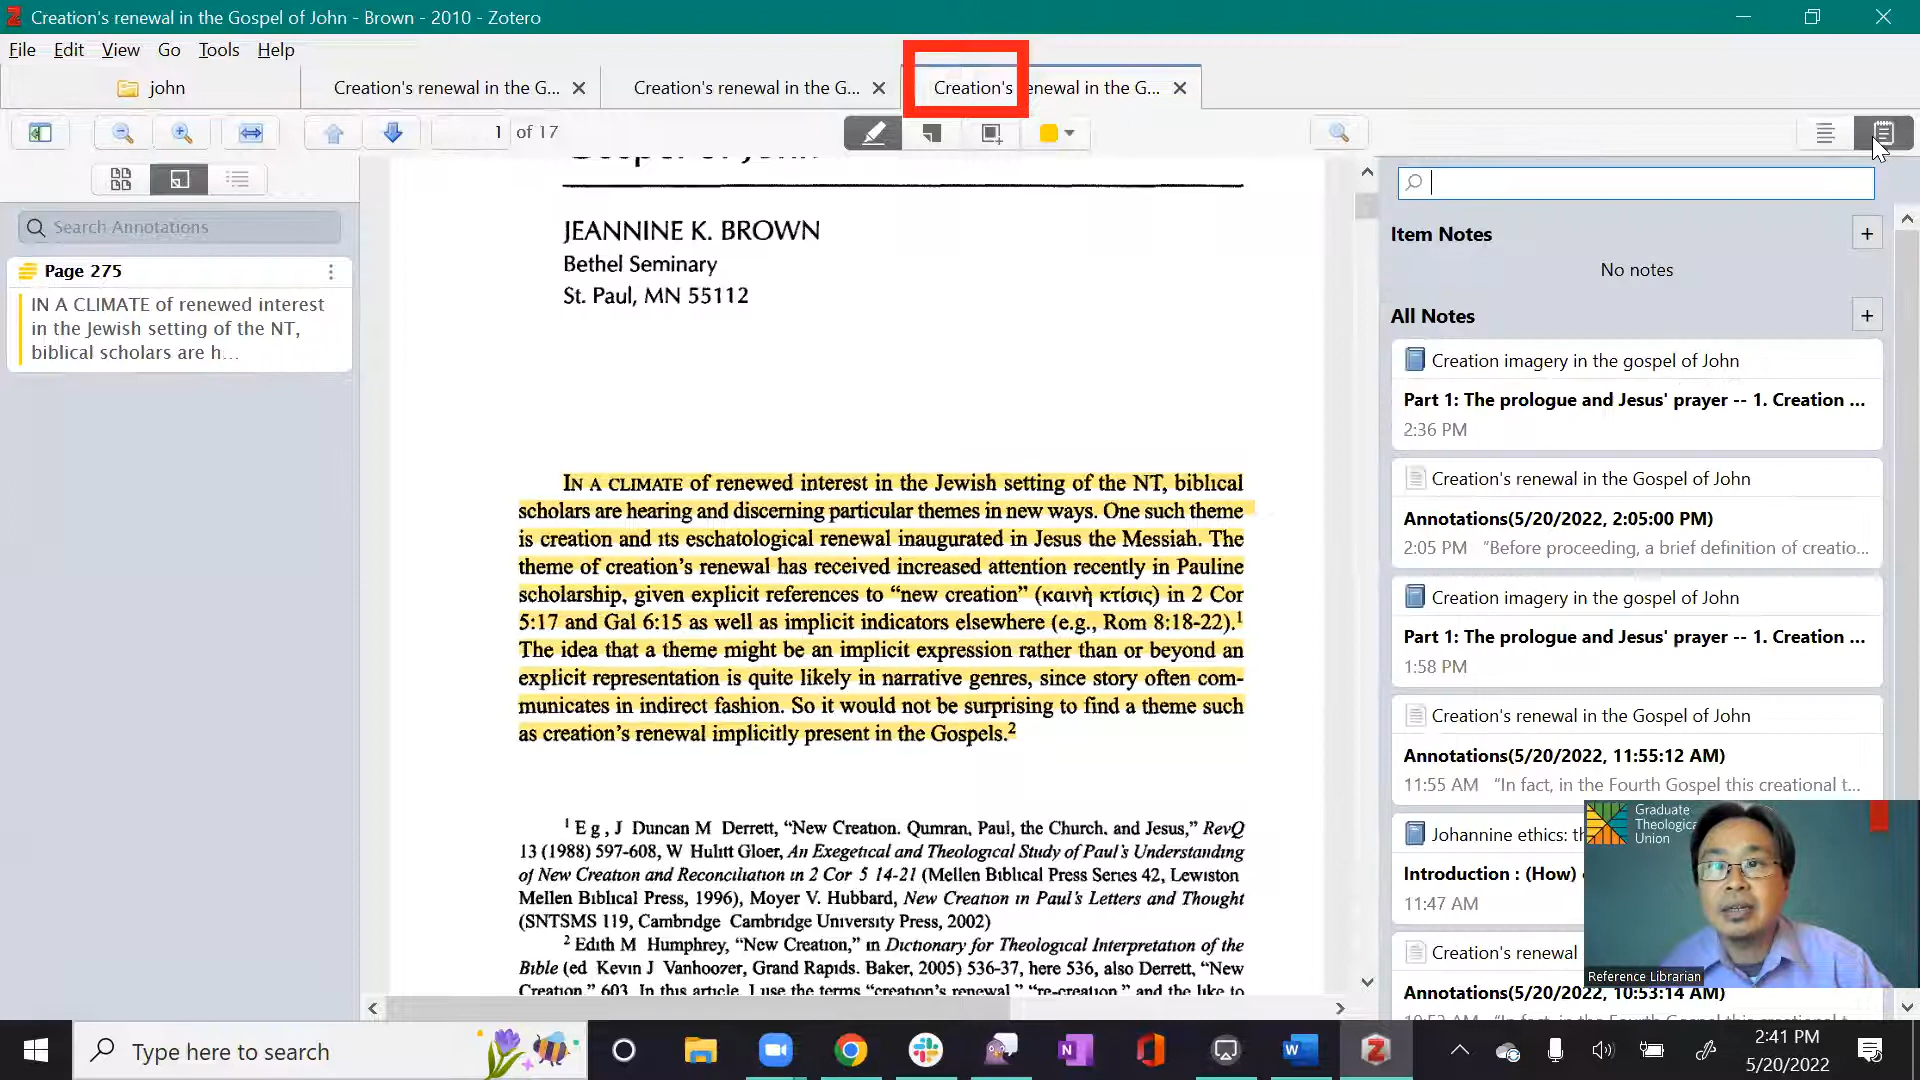 Creation's renewal in the Gospel of John - Brown - 2010 - Zotero
File Edit View Go Tools Help
john
Creation's renewal in the G...
Creation's renewal in the G...
Creation's enewal in the G...
1 of 17
Search Annotations
Page 275
IN A CLIMATE of renewed interest
in the Jewish setting of the NT,
biblical scholars are h...
JEANNINE K. BROWN
Bethel Seminary
St. Paul, MN 55112
IN A CLIMATE of renewed interest in the Jewish setting of the NT, biblical
scholars are hearing and discerning particular themes in new ways. One such theme
is creation and its eschatological renewal inaugurated in Jesus the Messiah. The
theme of creation's renewal has received increased attention recently in Pauline
scholarship, given explicit references to "new creation" (καινὴ κτίσις) in 2 Cor
5:17 and Gal 6:15 as well as implicit indicators elsewhere (e.g., Rom 8:18-22).1
The idea that a theme might be an implicit expression rather than or beyond an
explicit representation is quite likely in narrative genres, since story often com-
municates in indirect fashion. So it would not be surprising to find a theme such
as creation's renewal implicitly present in the Gospels.2
1 E g , J Duncan M Derrett, "New Creation. Qumran, Paul, the Church, and Jesus," RevQ
13 (1988) 597-608, W Hulitt Gloer, An Exegetical and Theological Study of Paul's Understanding
of New Creation and Reconciliation in 2 Cor 5 14-21 (Mellen Biblical Press Series 42, Lewiston
Mellen Biblical Press, 1996), Moyer V. Hubbard, New Creation in Paul's Letters and Thought
(SNTSMS 119, Cambridge Cambridge University Press, 2002)
2 Edith M Humphrey, "New Creation," in Dictionary for Theological Interpretation of the
Bible (ed Kevin J Vanhoozer, Grand Rapids. Baker, 2005) 536-37, here 536, also Derrett, "New
Creation," 603. In this article, I use the terms "creation's renewal," "re-creation," and the like to
Item Notes
No notes
All Notes
Creation imagery in the gospel of John
Part 1: The prologue and Jesus' prayer -- 1. Creation ...
2:36 PM
Creation's renewal in the Gospel of John
Annotations(5/20/2022, 2:05:00 PM)
2:05 PM "Before proceeding, a brief definition of creatio...
Creation imagery in the gospel of John
Part 1: The prologue and Jesus' prayer -- 1. Creation ...
1:58 PM
Creation's renewal in the Gospel of John
Annotations(5/20/2022, 11:55:12 AM)
11:55 AM "In fact, in the Fourth Gospel this creational t...
Johannine ethics: th
Introduction : (How)
11:47 AM
Creation's renewal
Annotations(5/20/2022, 10:53:14 AM)
Graduate
Theologica
Union
Reference Librarian
Type here to search
2:41 PM
5/20/2022